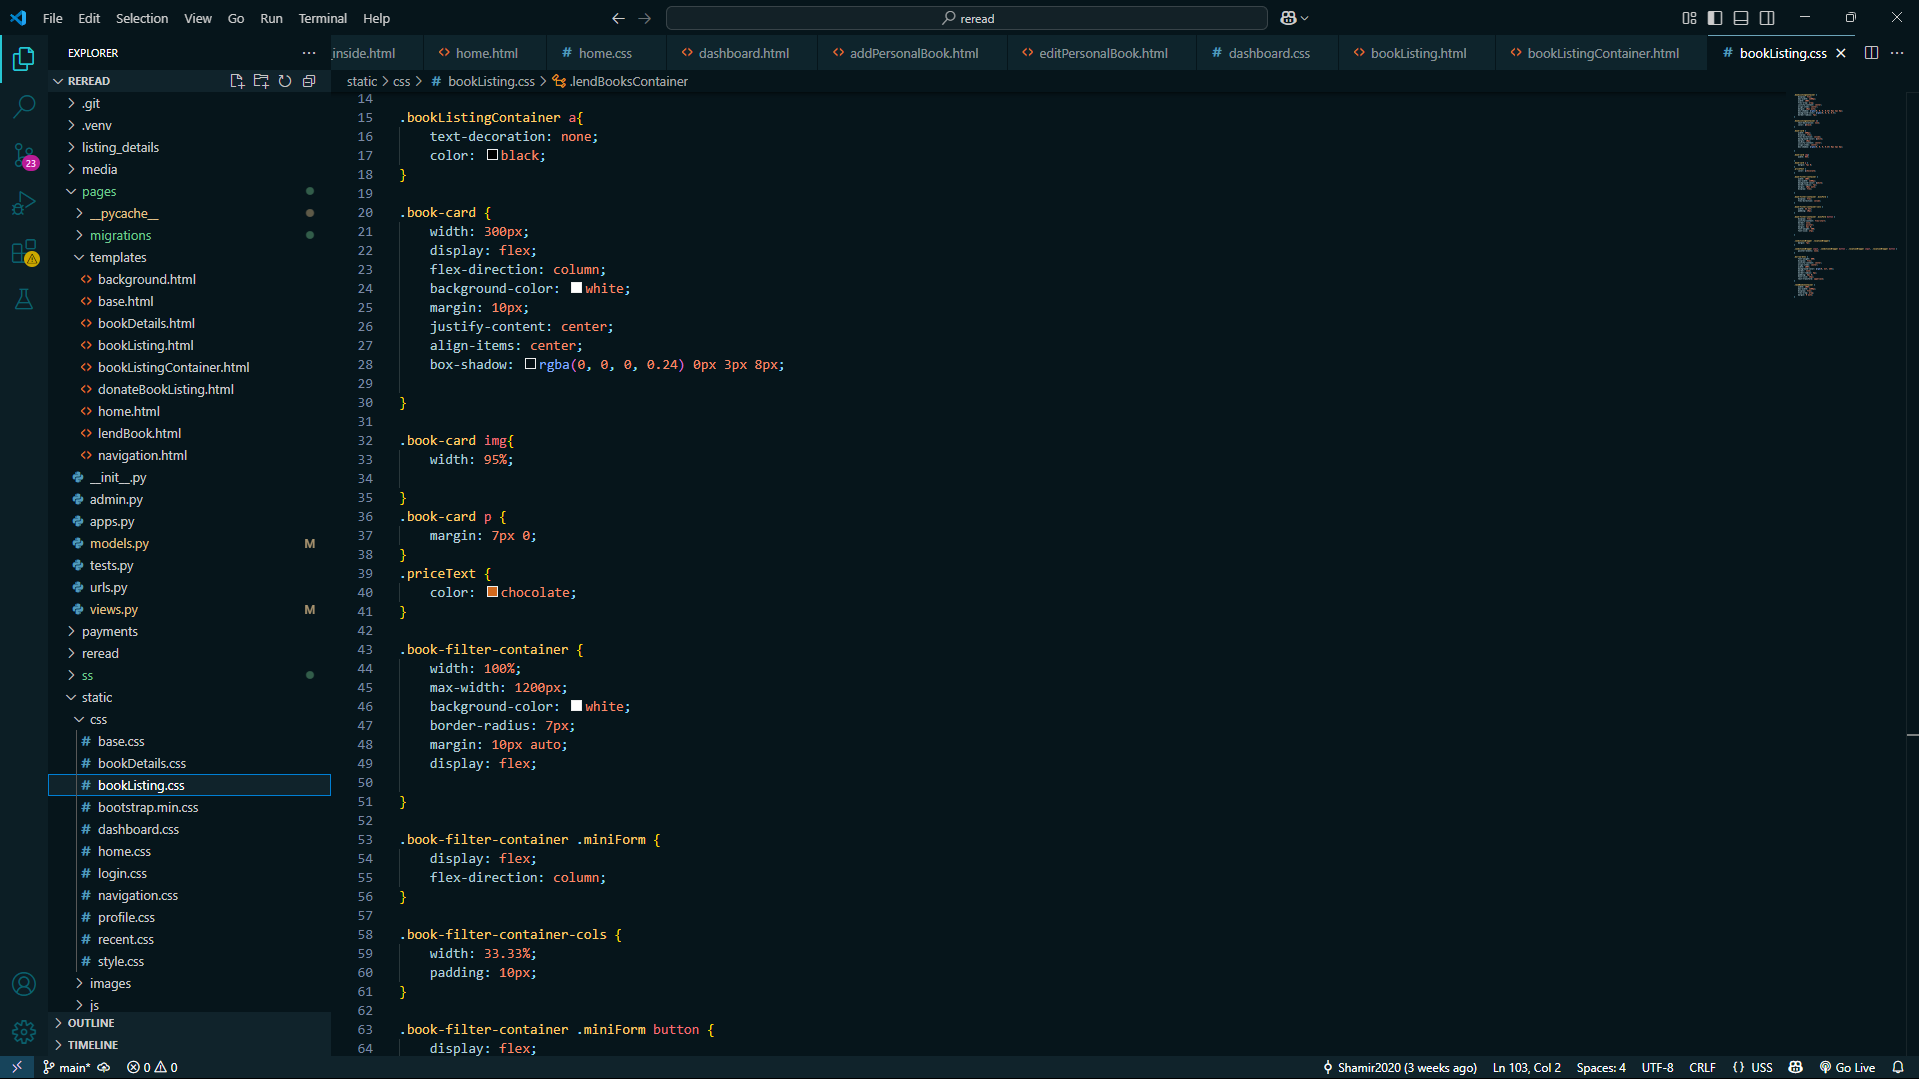 File Edit Selection View Go Run Terminal Help
reread
EXPLORER
inside.html home.html # home.css dashboard.html addPersonalBook.html editPersonalBook.html # dashboard.css bookListing.html bookListingContainer.html # bookListing.css
REREAD
static > css > # bookListing.css > .lendBooksContainer
.git
.venv
listing_details
media
pages
__pycache__
migrations
templates
background.html
base.html
bookDetails.html
bookListing.html
bookListingContainer.html
donateBookListing.html
home.html
lendBook.html
navigation.html
__init__.py
admin.py
apps.py
models.py M
tests.py
urls.py
views.py M
payments
reread
ss
static
css
# base.css
# bookDetails.css
# bookListing.css
# bootstrap.min.css
# dashboard.css
# home.css
# login.css
# navigation.css
# profile.css
# recent.css
# style.css
images
js
OUTLINE
TIMELINE
23
14
15 .bookListingContainer a{
16 text-decoration: none;
17 color: black;
18 }
19
20 .book-card {
21 width: 300px;
22 display: flex;
23 flex-direction: column;
24 background-color: white;
25 margin: 10px;
26 justify-content: center;
27 align-items: center;
28 box-shadow: rgba(0, 0, 0, 0.24) 0px 3px 8px;
29
30 }
31
32 .book-card img{
33 width: 95%;
34
35 }
36 .book-card p {
37 margin: 7px 0;
38 }
39 .priceText {
40 color: chocolate;
41 }
42
43 .book-filter-container {
44 width: 100%;
45 max-width: 1200px;
46 background-color: white;
47 border-radius: 7px;
48 margin: 10px auto;
49 display: flex;
50
51 }
52
53 .book-filter-container .miniForm {
54 display: flex;
55 flex-direction: column;
56 }
57
58 .book-filter-container-cols {
59 width: 33.33%;
60 padding: 10px;
61 }
62
63 .book-filter-container .miniForm button {
64 display: flex;
main* 0 0 Shamir2020 (3 weeks ago) Ln 103, Col 2 Spaces: 4 UTF-8 CRLF {} USS Go Live